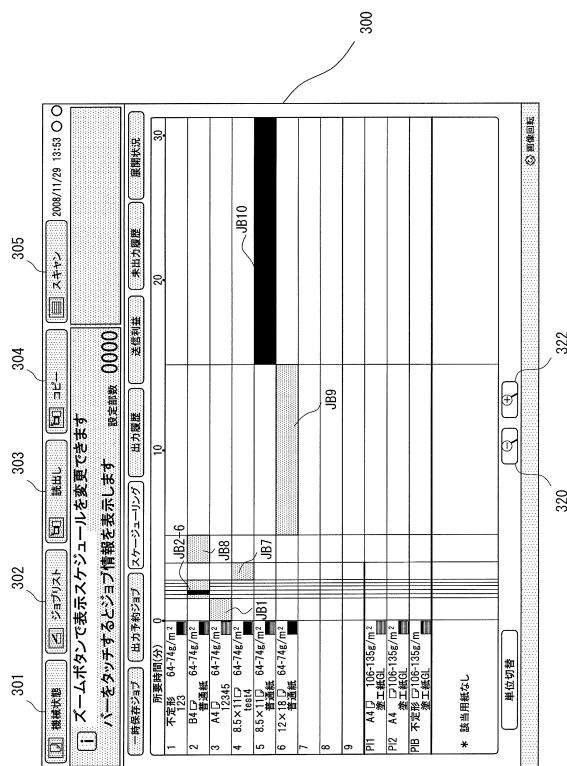 300
301
302
303
304
305
機械状態
ジョブリスト
読出し
コピー
スキャン
2008/11/29 13:53
i ズームボタンで表示スケジュールを変更できます
バーをタッチするとジョブ情報を表示します
設定部数 0000
一時保存ジョブ
出力予約ジョブ
スケージューリング
出力履歴
送信利益
未出力履歴
展開状況
所要時間(分)
0
10
20
30
1 不定形 64-74g/m2
123
2 B4 64-74g/m2
普通紙
3 A4 64-74g/m2
12345
4 8.5×11 64-74g/m2
test4
5 8.5×11 64-74g/m2
普通紙
6 12×18 64-74g/m2
普通紙
7
8
9
PI1 A4 106-135g/m2
塗工紙GL
PI2 A4 106-135g/m2
塗工紙GL
PIB 不定形 106-135g/m2
塗工紙GL
* 該当用紙なし
JB1
JB2-6
JB8
JB7
JB9
JB10
単位切替
320
322
画像回転